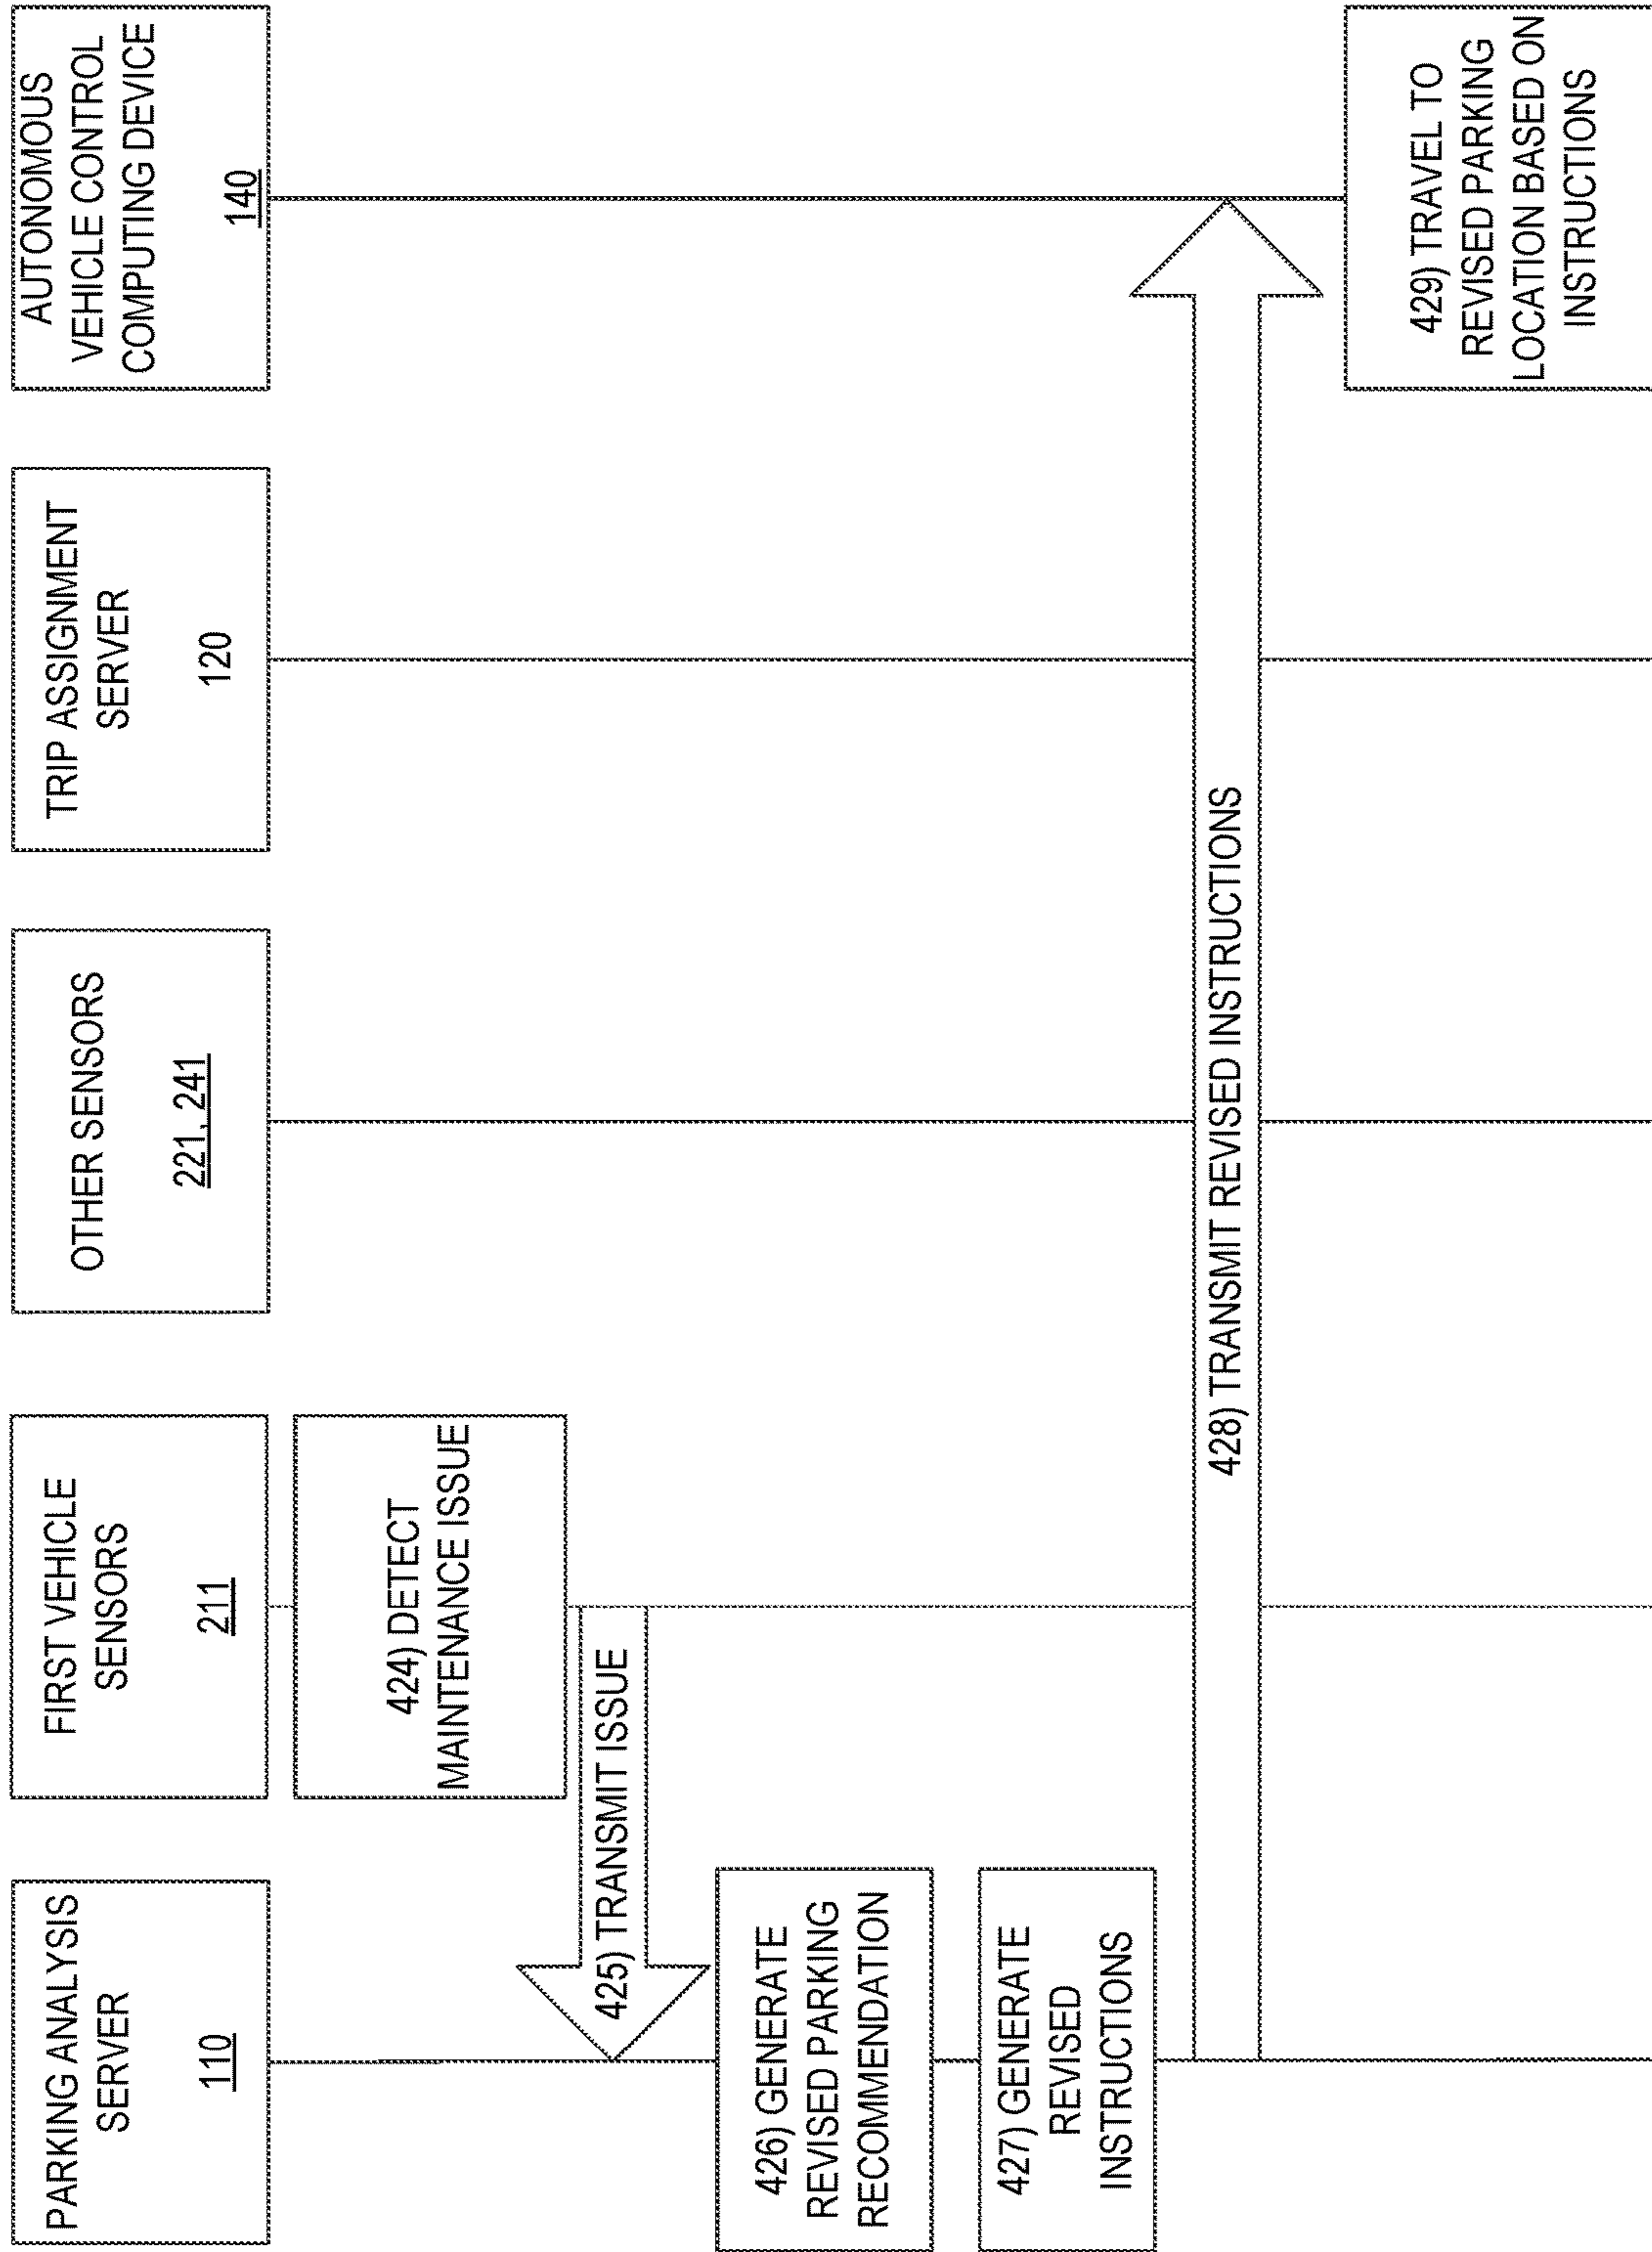 PARKING ANALYSIS
SERVER
110
FIRST VEHICLE
SENSORS
211
OTHER SENSORS
221, 241
TRIP ASSIGNMENT
SERVER
120
AUTONOMOUS
VEHICLE CONTROL
COMPUTING DEVICE
140
424) DETECT
MAINTENANCE ISSUE
425) TRANSMIT ISSUE
426) GENERATE
REVISED PARKING
RECOMMENDATION
427) GENERATE
REVISED
INSTRUCTIONS
428) TRANSMIT REVISED INSTRUCTIONS
429) TRAVEL TO
REVISED PARKING
LOCATION BASED ON
INSTRUCTIONS